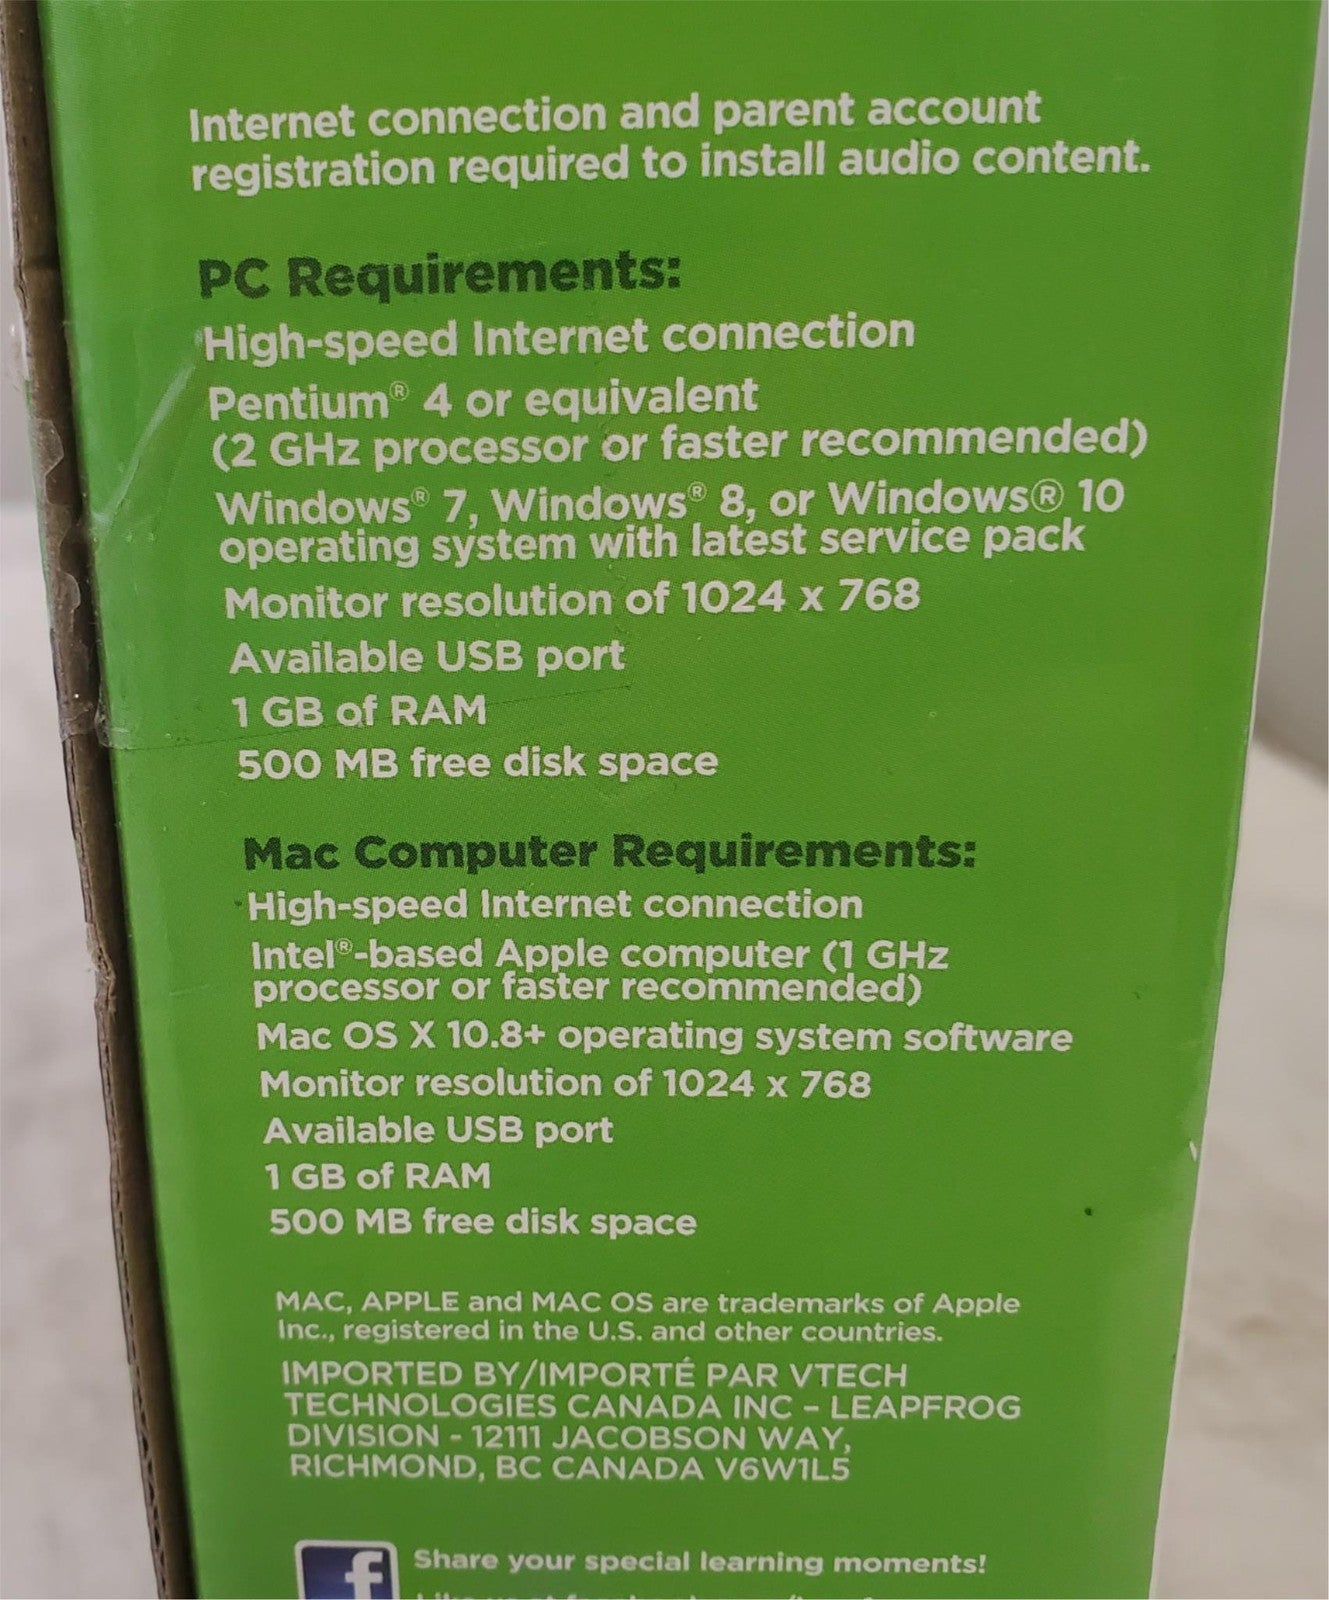 Internet connection and parent account
registration required to install audio content.
PC Requirements:
High-speed Internet connection
Pentium® 4 or equivalent
(2 GHz processor or faster recommended)
Windows® 7, Windows® 8, or Windows® 10
operating system with latest service pack
Monitor resolution of 1024 x 768
Available USB port
1 GB of RAM
500 MB free disk space
Mac Computer Requirements:
High-speed Internet connection
Intel®-based Apple computer (1 GHz
processor or faster recommended)
Mac OS X 10.8+ operating system software
Monitor resolution of 1024 x 768
Available USB port
1 GB of RAM
500 MB free disk space
MAC, APPLE and MAC OS are trademarks of Apple
Inc., registered in the U.S. and other countries.
IMPORTED BY/IMPORTÉ PAR VTECH
TECHNOLOGIES CANADA INC – LEAPFROG
DIVISION - 12111 JACOBSON WAY,
RICHMOND, BC CANADA V6W1L5
f
Share your special learning moments!